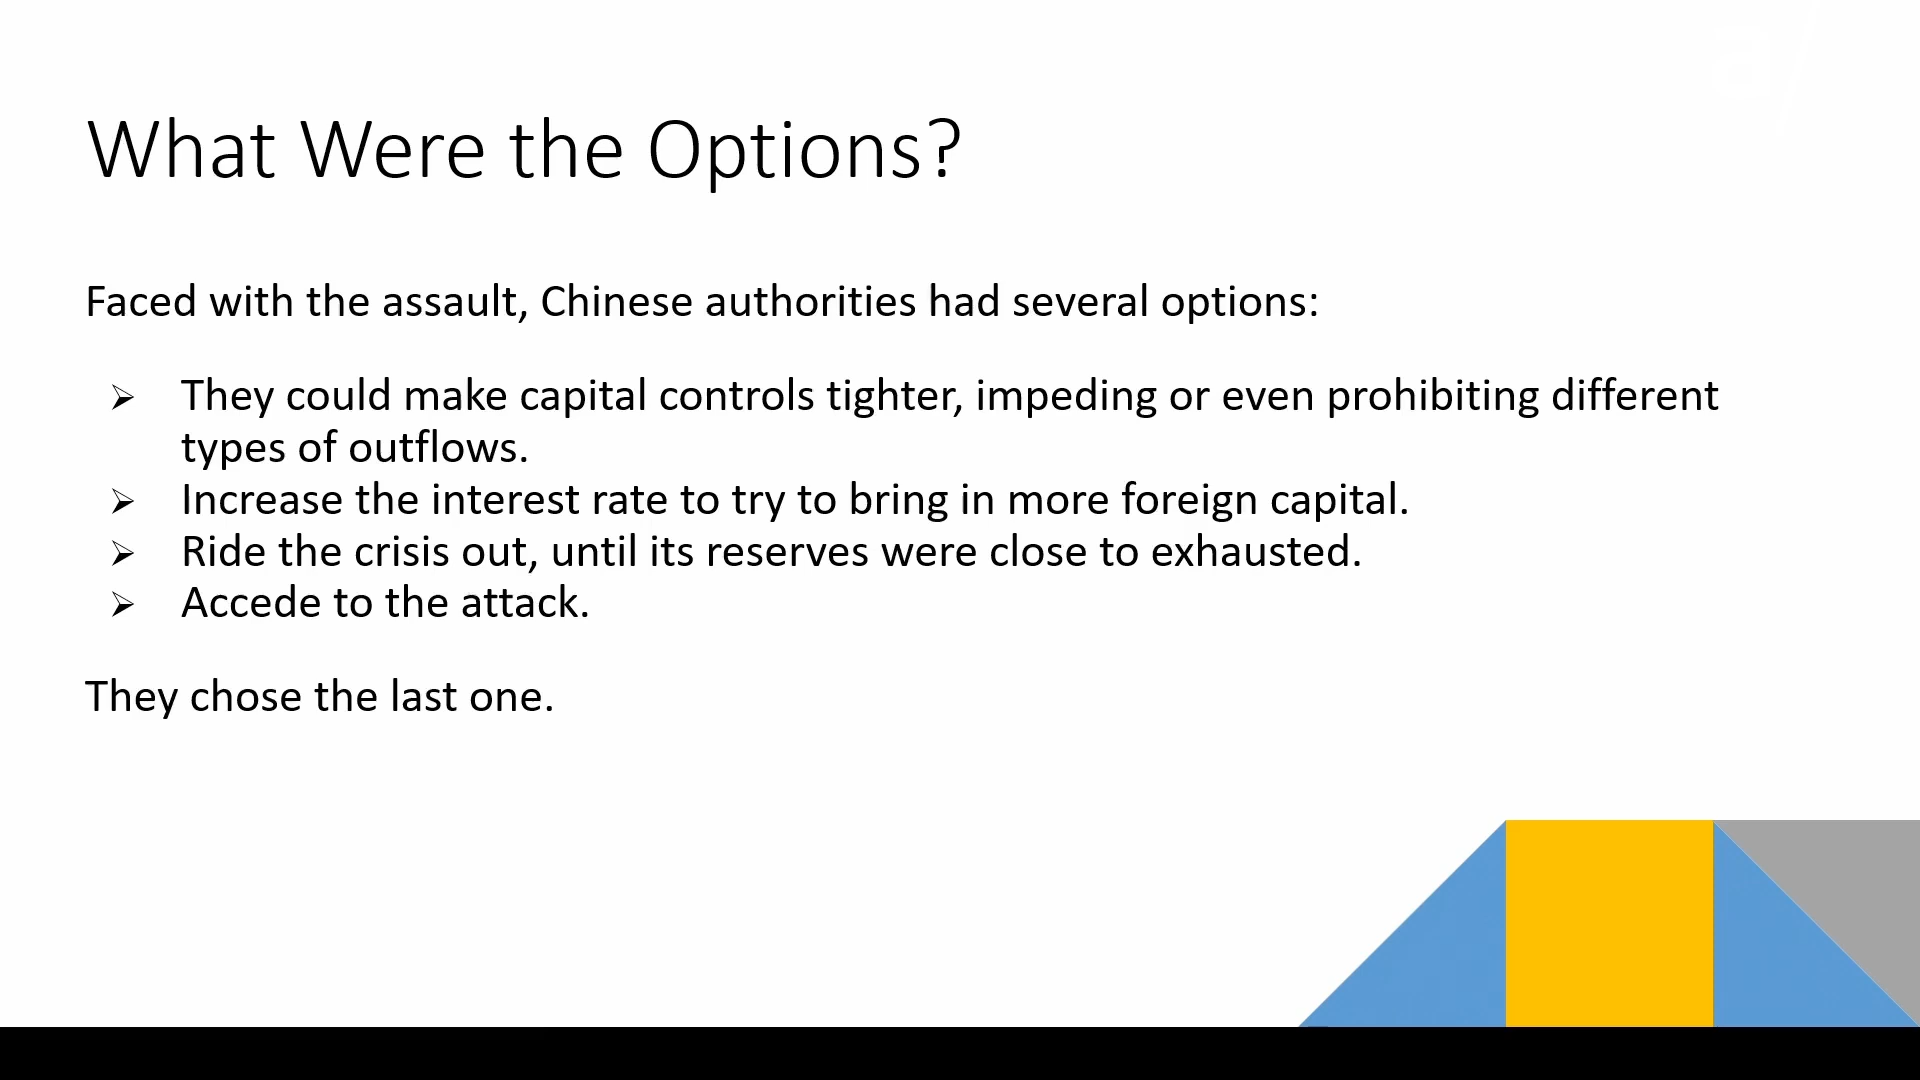 What Were the Options?
Faced with the assault, Chinese authorities had several options:
➢ They could make capital controls tighter, impeding or even prohibiting different
types of outflows.
➢ Increase the interest rate to try to bring in more foreign capital.
➢ Ride the crisis out, until its reserves were close to exhausted.
➢ Accede to the attack.
They chose the last one.